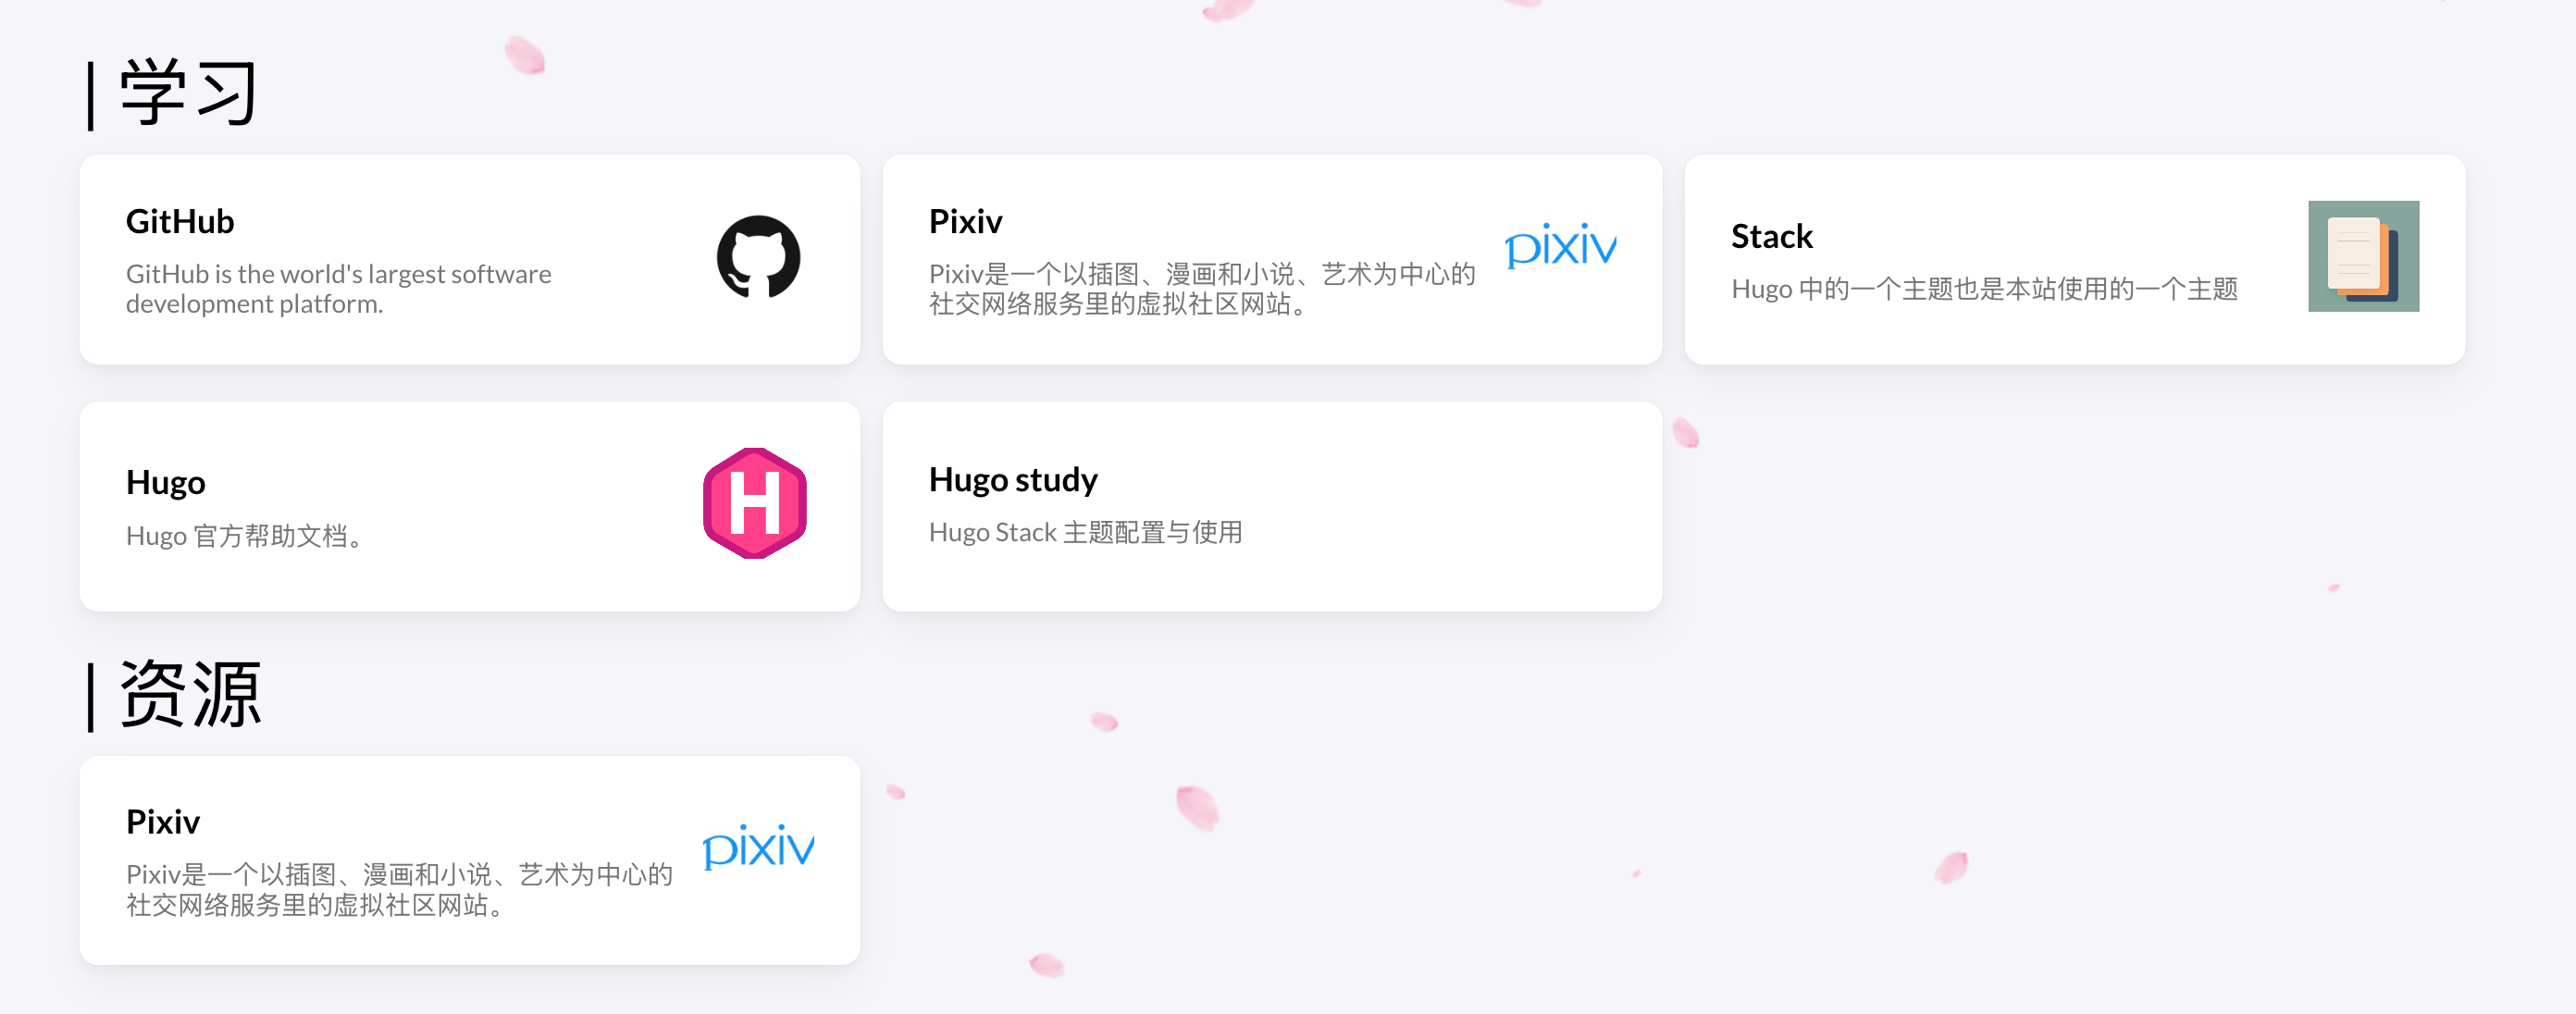 | 学习
GitHub
GitHub is the world's largest software
development platform.
Pixiv
Pixiv是一个以插图、漫画和小说、艺术为中心的
社交网络服务里的虚拟社区网站。
pixiv
Stack
Hugo 中的一个主题也是本站使用的一个主题
Hugo
Hugo 官方帮助文档。
H
Hugo study
Hugo Stack 主题配置与使用
| 资源
Pixiv
Pixiv是一个以插图、漫画和小说、艺术为中心的
社交网络服务里的虚拟社区网站。
pixiv